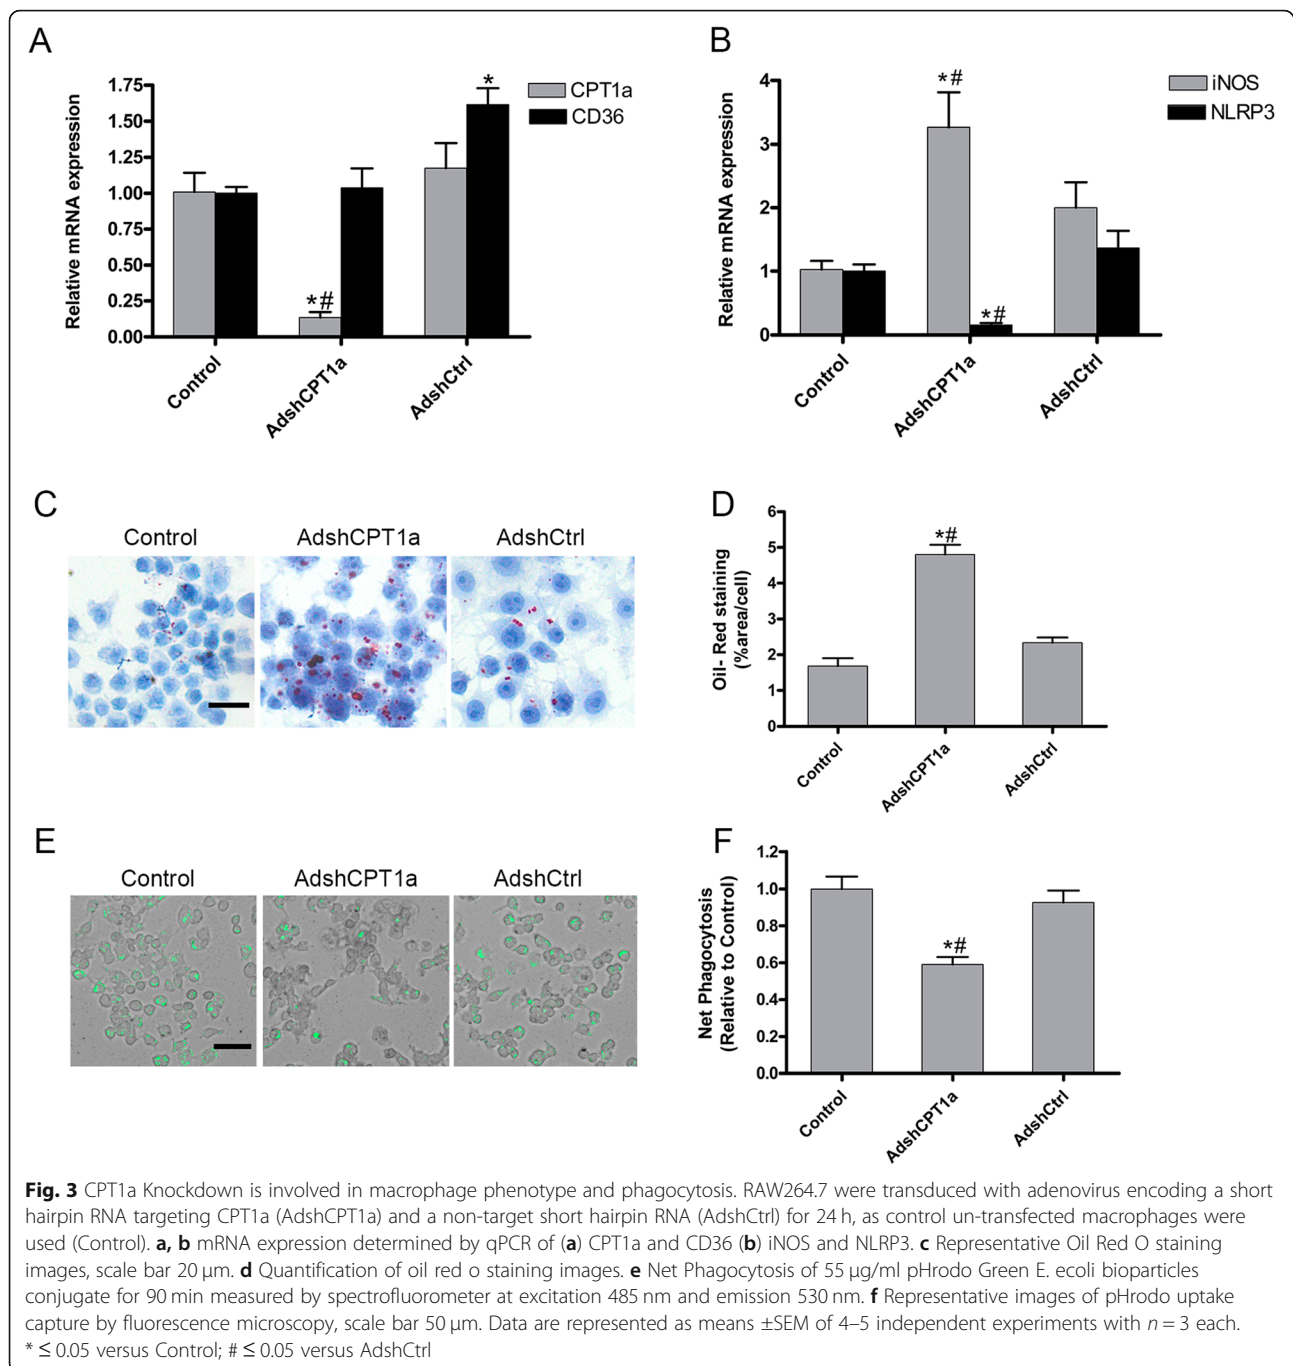 A
1.75
1.50
1.25
1.00
0.75
0.50
0.25
0.00
Relative mRNA expression
*#
*
CPT1a
CD36
Control
AdshCPT1a
AdshCtrl
B
4
3
2
1
0
Relative mRNA expression
*#
*#
iNOS
NLRP3
Control
AdshCPT1a
AdshCtrl
C
Control
AdshCPT1a
AdshCtrl
D
6
5
4
3
2
1
0
Oil- Red staining
(%area/cell)
*#
Control
AdshCPT1a
AdshCtrl
E
Control
AdshCPT1a
AdshCtrl
F
1.2
1.0
0.8
0.6
0.4
0.2
0.0
Net Phagocytosis
(Relative to Control)
*#
Control
AdshCPT1a
AdshCtrl
Fig. 3 CPT1a Knockdown is involved in macrophage phenotype and phagocytosis. RAW264.7 were transduced with adenovirus encoding a short
hairpin RNA targeting CPT1a (AdshCPT1a) and a non-target short hairpin RNA (AdshCtrl) for 24 h, as control un-transfected macrophages were
used (Control). a, b mRNA expression determined by qPCR of (a) CPT1a and CD36 (b) iNOS and NLRP3. c Representative Oil Red O staining
images, scale bar 20 μm. d Quantification of oil red o staining images. e Net Phagocytosis of 55 μg/ml pHrodo Green E. ecoli bioparticles
conjugate for 90 min measured by spectrofluorometer at excitation 485 nm and emission 530 nm. f Representative images of pHrodo uptake
capture by fluorescence microscopy, scale bar 50 μm. Data are represented as means ±SEM of 4–5 independent experiments with n = 3 each.
* ≤ 0.05 versus Control; # ≤ 0.05 versus AdshCtrl